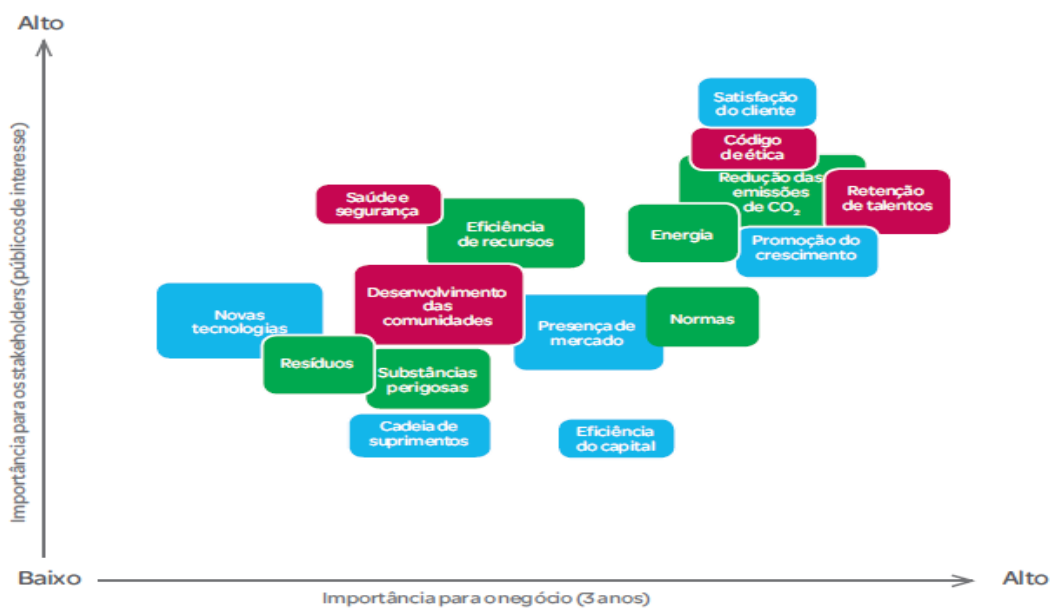 Alto
Importância para os stakeholders (públicos de interesse)
Satisfação
do cliente
Código
de ética
Redução das
emissões
de CO₂
Retenção
de talentos
Saúde e
segurança
Eficiência
de recursos
Energia
Promoção do
crescimento
Desenvolvimento
das
comunidades
Novas
tecnologias
Presença de
mercado
Normas
Resíduos
Substâncias
perigosas
Cadeia de
suprimentos
Eficiência
do capital
Baixo
Alto
Importância para o negócio (3 anos)